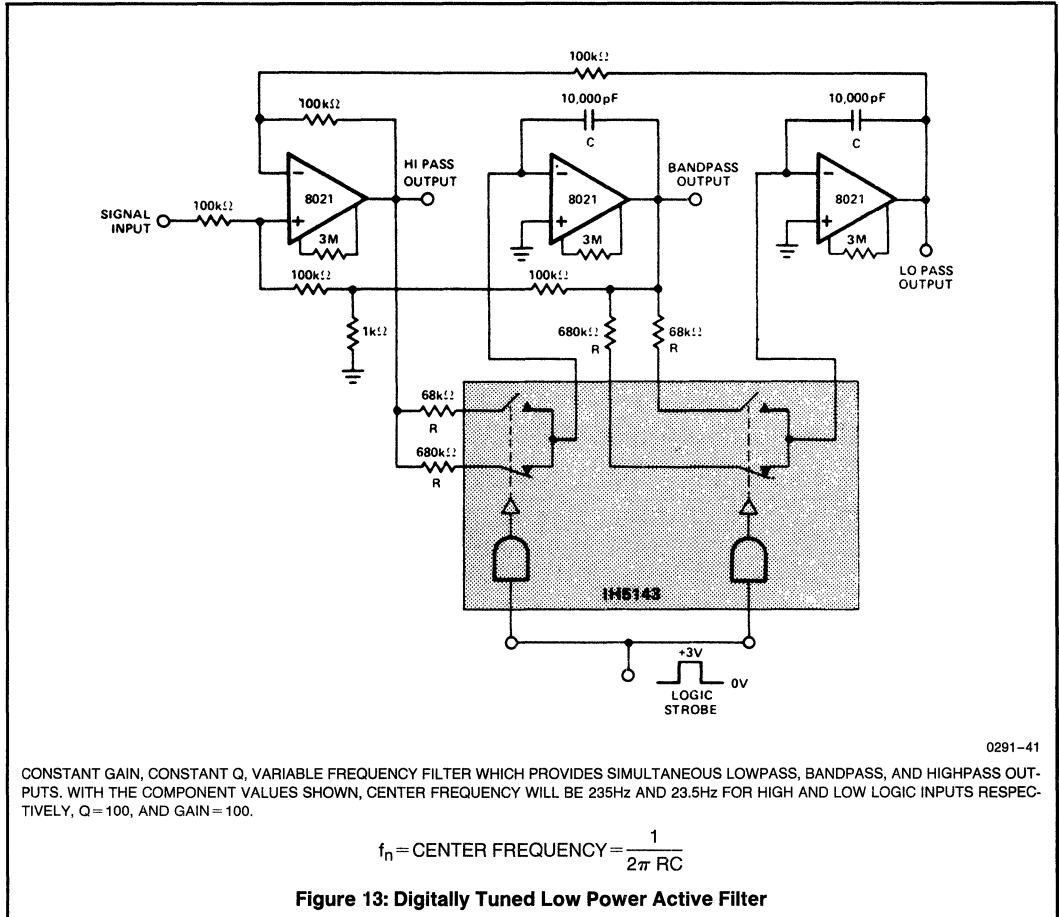 100kΩ
100kΩ
10,000pF
C
10,000pF
C
HI PASS
OUTPUT
BANDPASS
OUTPUT
LO PASS
OUTPUT
SIGNAL
INPUT
100kΩ
−
8021
+
3M
−
8021
+
3M
−
8021
+
3M
100kΩ
100kΩ
1kΩ
680kΩ
R
68kΩ
R
68kΩ
R
680kΩ
R
IH5143
+3V
0V
LOGIC
STROBE
0291–41
CONSTANT GAIN, CONSTANT Q, VARIABLE FREQUENCY FILTER WHICH PROVIDES SIMULTANEOUS LOWPASS, BANDPASS, AND HIGHPASS OUT-
PUTS. WITH THE COMPONENT VALUES SHOWN, CENTER FREQUENCY WILL BE 235Hz AND 23.5Hz FOR HIGH AND LOW LOGIC INPUTS RESPEC-
TIVELY, Q=100, AND GAIN=100.
fn=CENTER FREQUENCY=1/2π RC
Figure 13: Digitally Tuned Low Power Active Filter